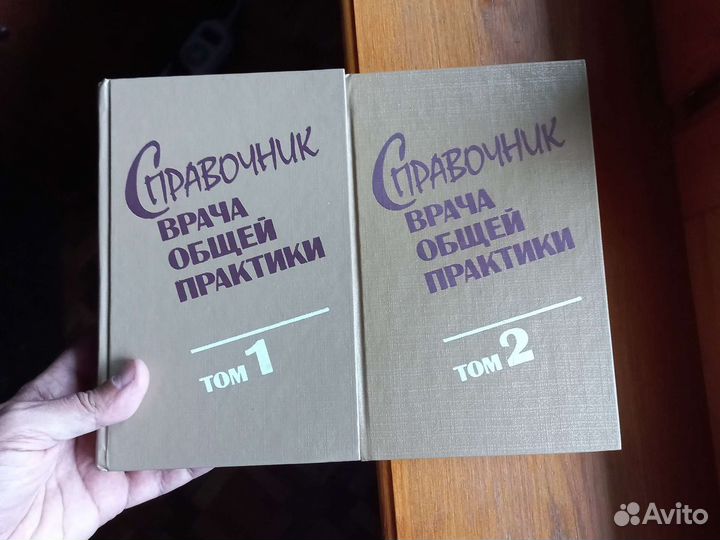 Справочник
врача
общей
практики
том 1
Справочник
врача
общей
практики
том 2
Avito